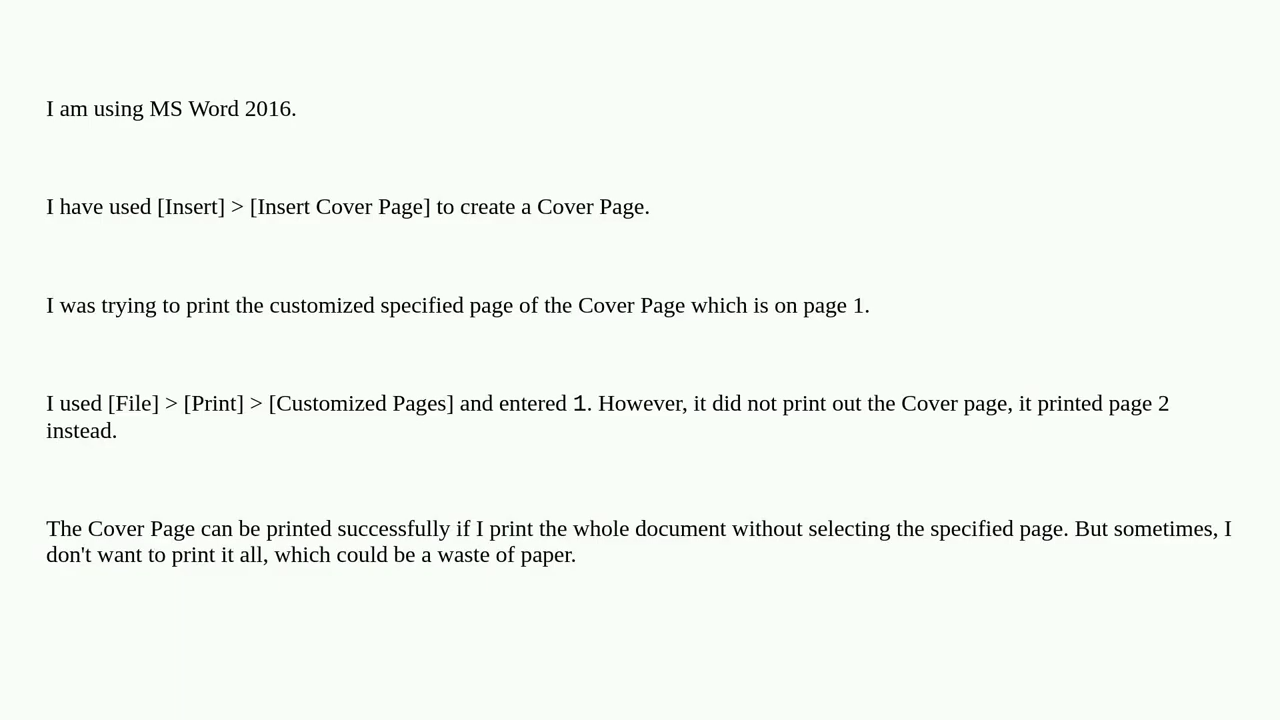 I am using MS Word 2016.
I have used [Insert] > [Insert Cover Page] to create a Cover Page.
I was trying to print the customized specified page of the Cover Page which is on page 1.
I used [File] > [Print] > [Customized Pages] and entered 1. However, it did not print out the Cover page, it printed page 2
instead.
The Cover Page can be printed successfully if I print the whole document without selecting the specified page. But sometimes, I
don't want to print it all, which could be a waste of paper.